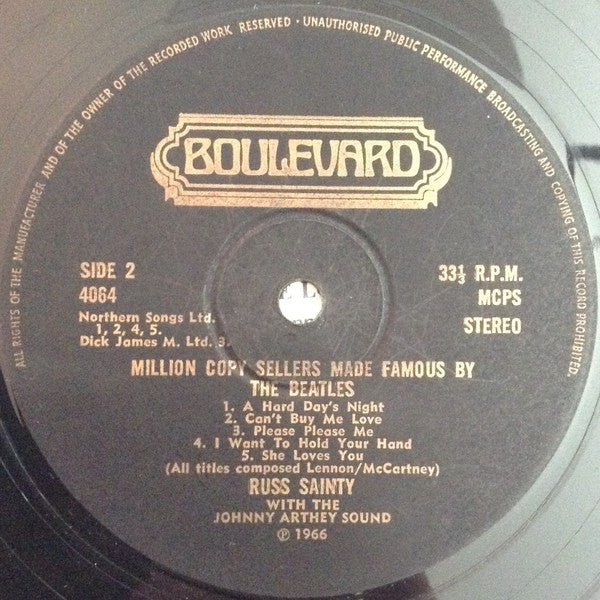 ALL RIGHTS OF THE MANUFACTURER AND OF THE OWNER OF THE RECORDED WORK RESERVED · UNAUTHORISED PUBLIC PERFORMANCE BROADCASTING AND COPYING OF THIS RECORD PROHIBITED.
BOULEVARD
SIDE 2
4064
33⅓ R.P.M.
MCPS
STEREO
Northern Songs Ltd.
1, 2, 4, 5.
Dick James M. Ltd. 3.
MILLION COPY SELLERS MADE FAMOUS BY
THE BEATLES
1. A Hard Day's Night
2. Can't Buy Me Love
3. Please Please Me
4. I Want To Hold Your Hand
5. She Loves You
(All titles composed Lennon/McCartney)
RUSS SAINTY
WITH THE
JOHNNY ARTHEY SOUND
℗ 1966